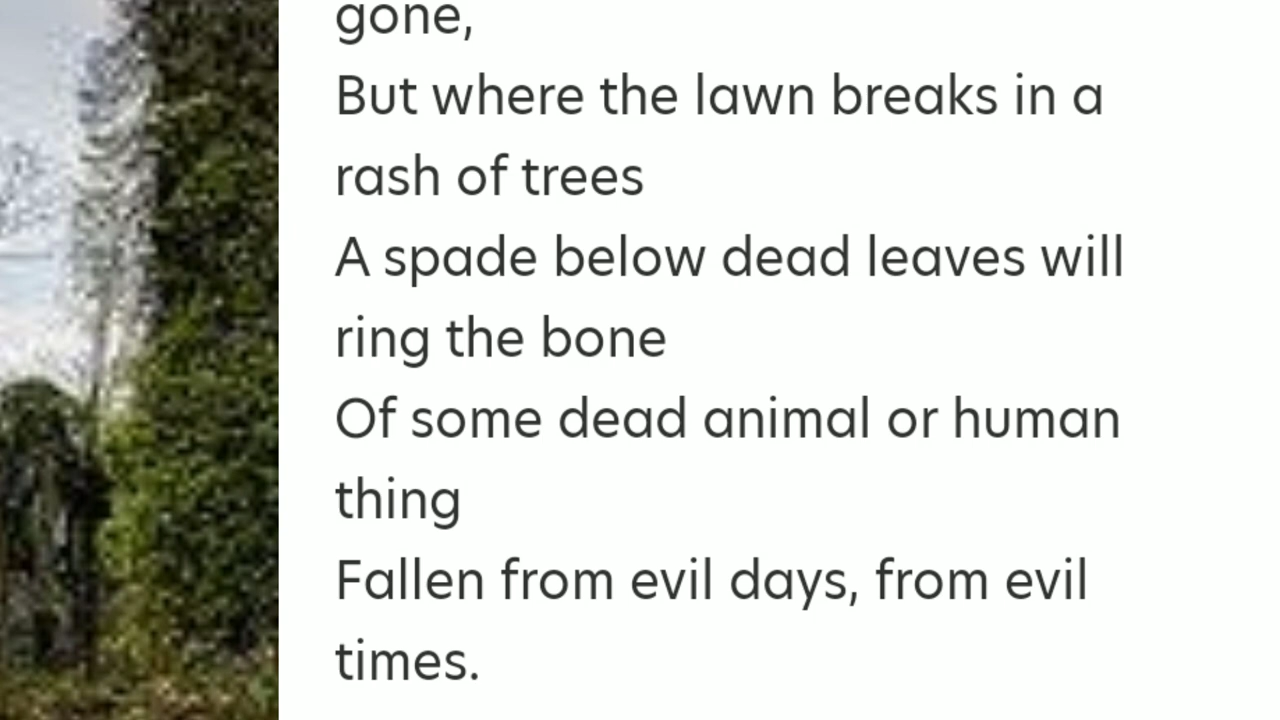 gone,
But where the lawn breaks in a
rash of trees
A spade below dead leaves will
ring the bone
Of some dead animal or human
thing
Fallen from evil days, from evil
times.